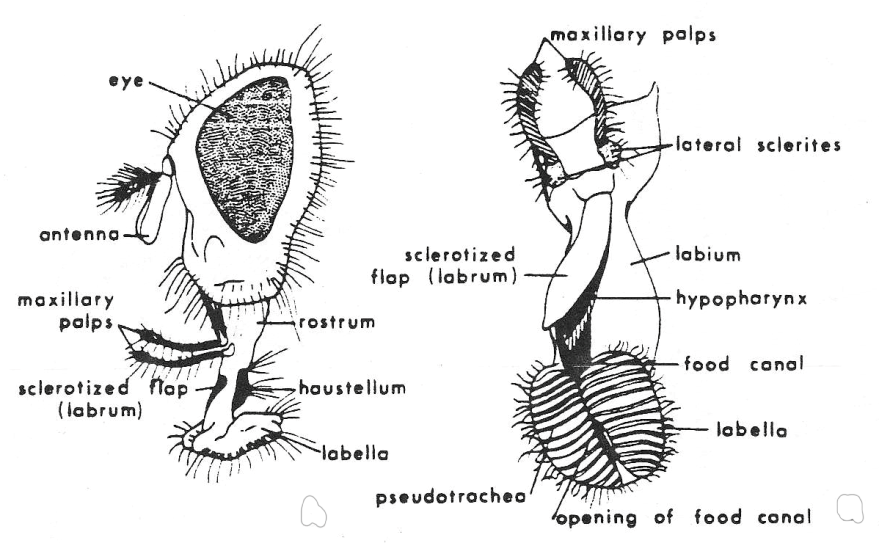 eye
antenna
maxillary
palps
rostrum
sclerotized flap
(labrum)
haustellum
labella
maxillary palps
lateral sclerites
sclerotized
flap (labrum)
labium
hypopharynx
food canal
labella
pseudotrachea
opening of food canal